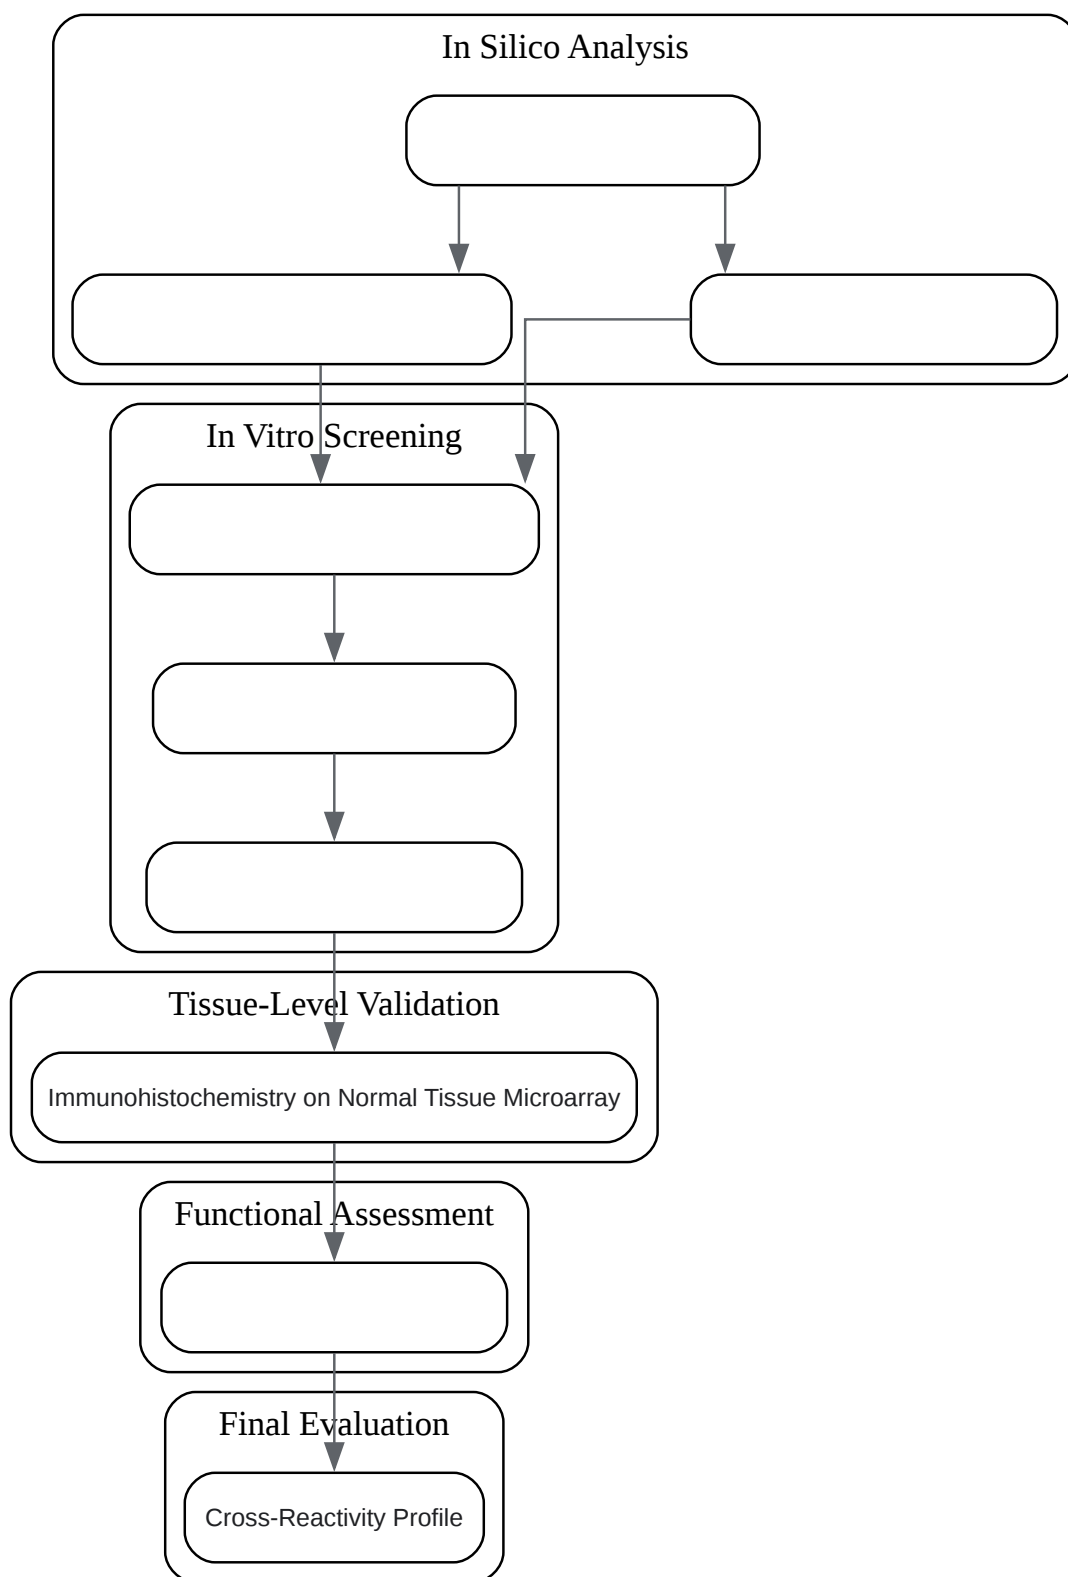 In Silico Analysis
In Vitro Screening
Tissue-Level Validation
Immunohistochemistry on Normal Tissue Microarray
Functional Assessment
Final Evaluation
Cross-Reactivity Profile